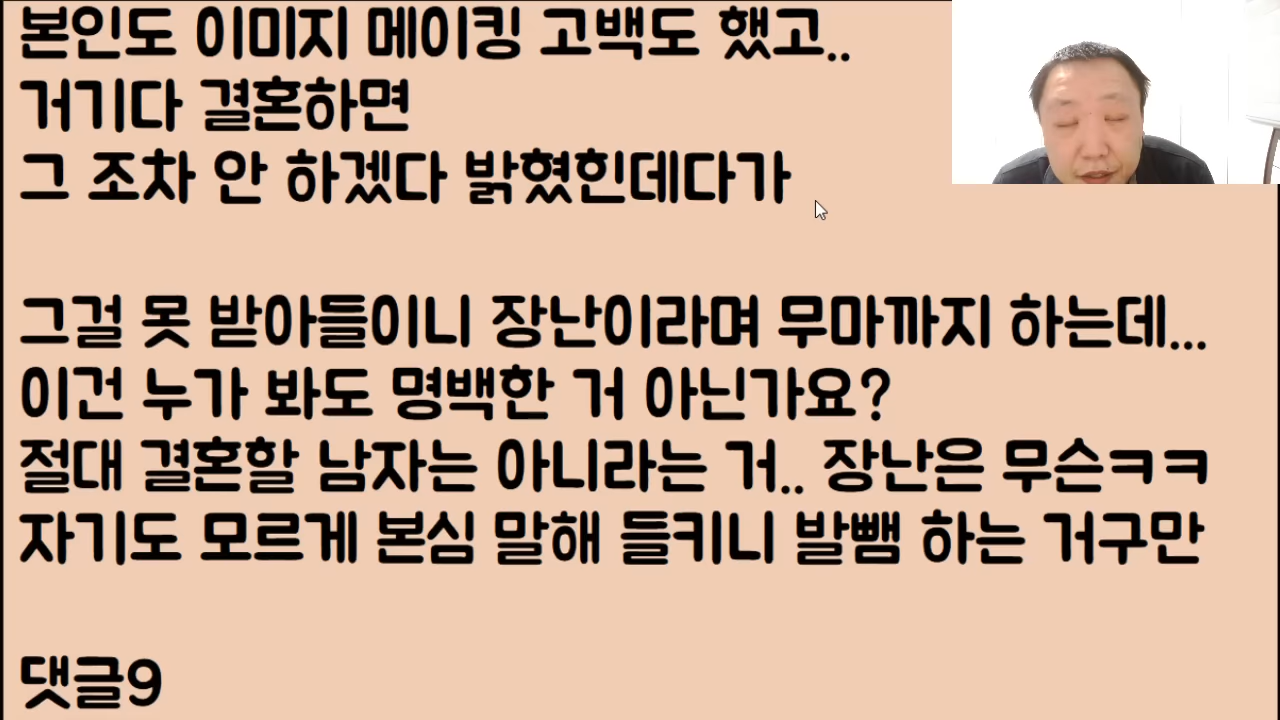 본인도 이미지 메이킹 고백도 했고..
거기다 결혼하면
그 조차 안 하겠다 밝혔힌데다가
그걸 못 받아들이니 장난이라며 무마까지 하는데...
이건 누가 봐도 명백한 거 아닌가요?
절대 결혼할 남자는 아니라는 거.. 장난은 무슨ㅋㅋ
자기도 모르게 본심 말해 들키니 발뺌 하는 거구만
댓글9